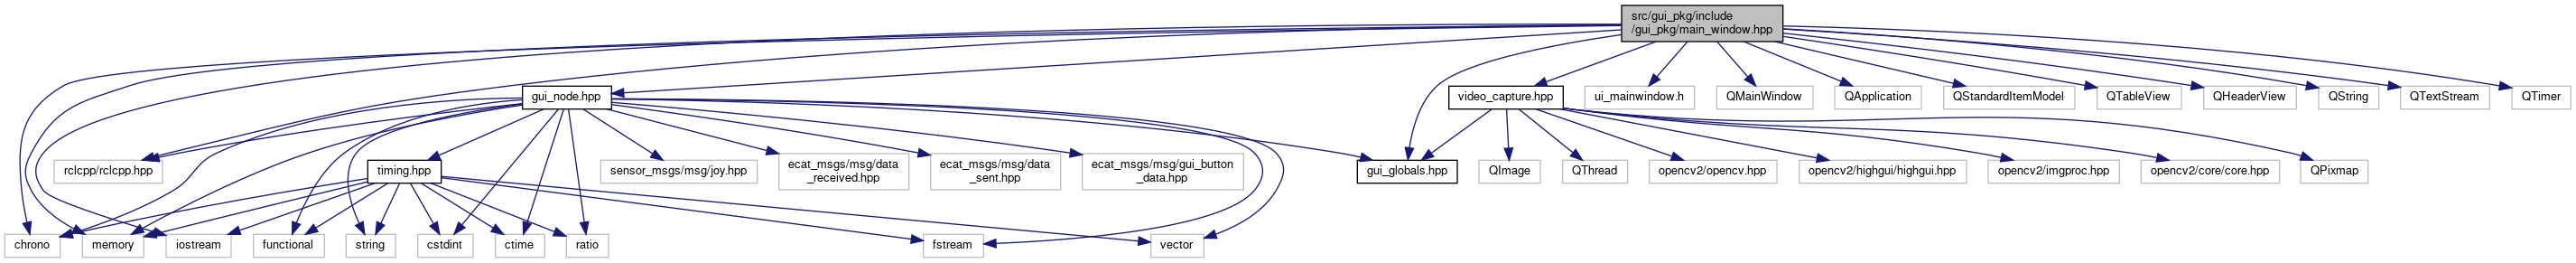 src/gui_pkg/include
/gui_pkg/main_window.hpp
gui_node.hpp
video_capture.hpp
ui_mainwindow.h
QMainWindow
QApplication
QStandardItemModel
QTableView
QHeaderView
QString
QTextStream
QTimer
rclcpp/rclcpp.hpp
timing.hpp
sensor_msgs/msg/joy.hpp
ecat_msgs/msg/data
_received.hpp
ecat_msgs/msg/data
_sent.hpp
ecat_msgs/msg/gui_button
_data.hpp
gui_globals.hpp
QImage
QThread
opencv2/opencv.hpp
opencv2/highgui/highgui.hpp
opencv2/imgproc.hpp
opencv2/core/core.hpp
QPixmap
chrono
memory
iostream
functional
string
cstdint
ctime
ratio
fstream
vector